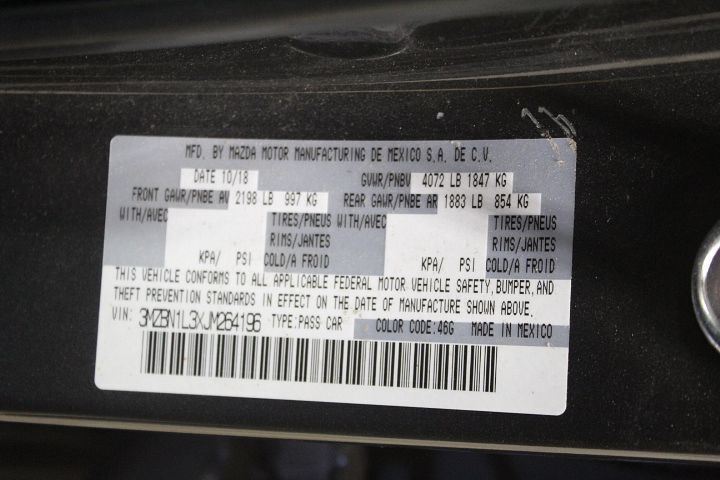 MFD. BY MAZDA MOTOR MANUFACTURING DE MEXICO S.A. DE C.V.
DATE 10/18 GVWR/PNBV 4072 LB 1847 KG
FRONT GAWR/PNBE AV 2198 LB 997 KG REAR GAWR/PNBE AR 1883 LB 854 KG
WITH/AVEC TIRES/PNEUS WITH/AVEC TIRES/PNEUS
RIMS/JANTES RIMS/JANTES
KPA/ PSI COLD/A FROID KPA/ PSI COLD/A FROID
THIS VEHICLE CONFORMS TO ALL APPLICABLE FEDERAL MOTOR VEHICLE SAFETY, BUMPER, AND
THEFT PREVENTION STANDARDS IN EFFECT ON THE DATE OF MANUFACTURE SHOWN ABOVE.
VIN: 3MZBN1L3XJM264196 TYPE: PASS CAR COLOR CODE: 46G MADE IN MEXICO